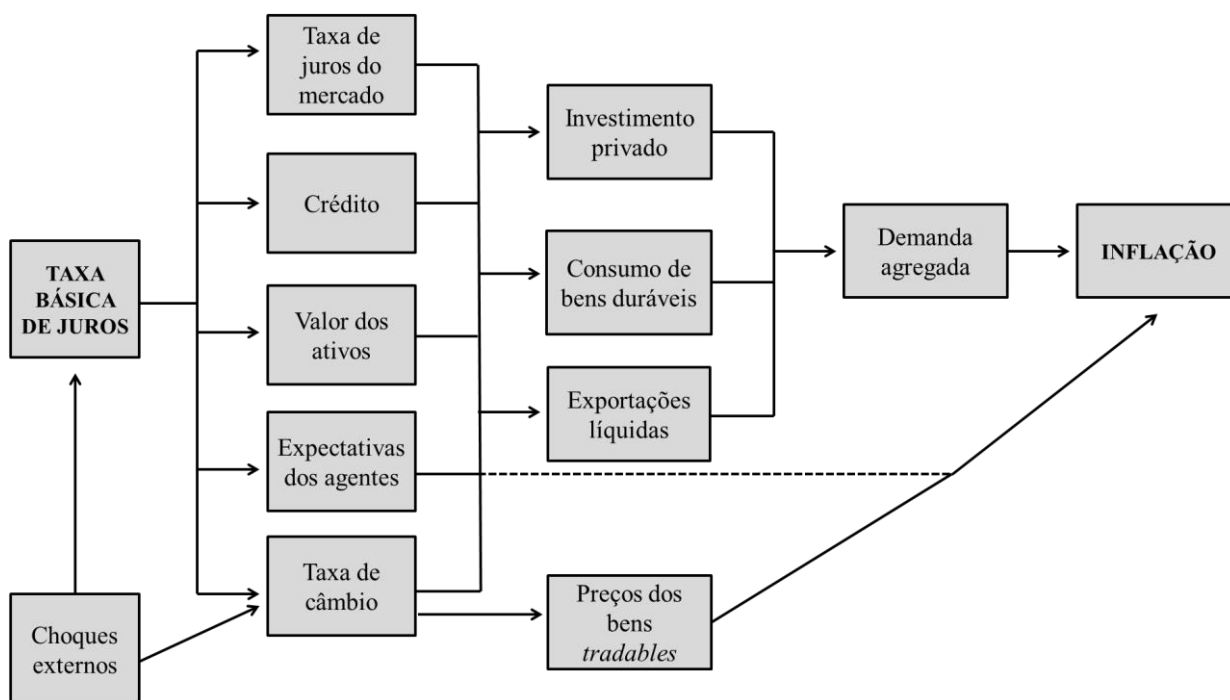 TAXA
BÁSICA
DE JUROS
Choques
externos
Taxa de
juros do
mercado
Crédito
Valor dos
ativos
Expectativas
dos agentes
Taxa de
câmbio
Investimento
privado
Consumo de
bens duráveis
Exportações
líquidas
Preços dos
bens
tradables
Demanda
agregada
INFLAÇÃO